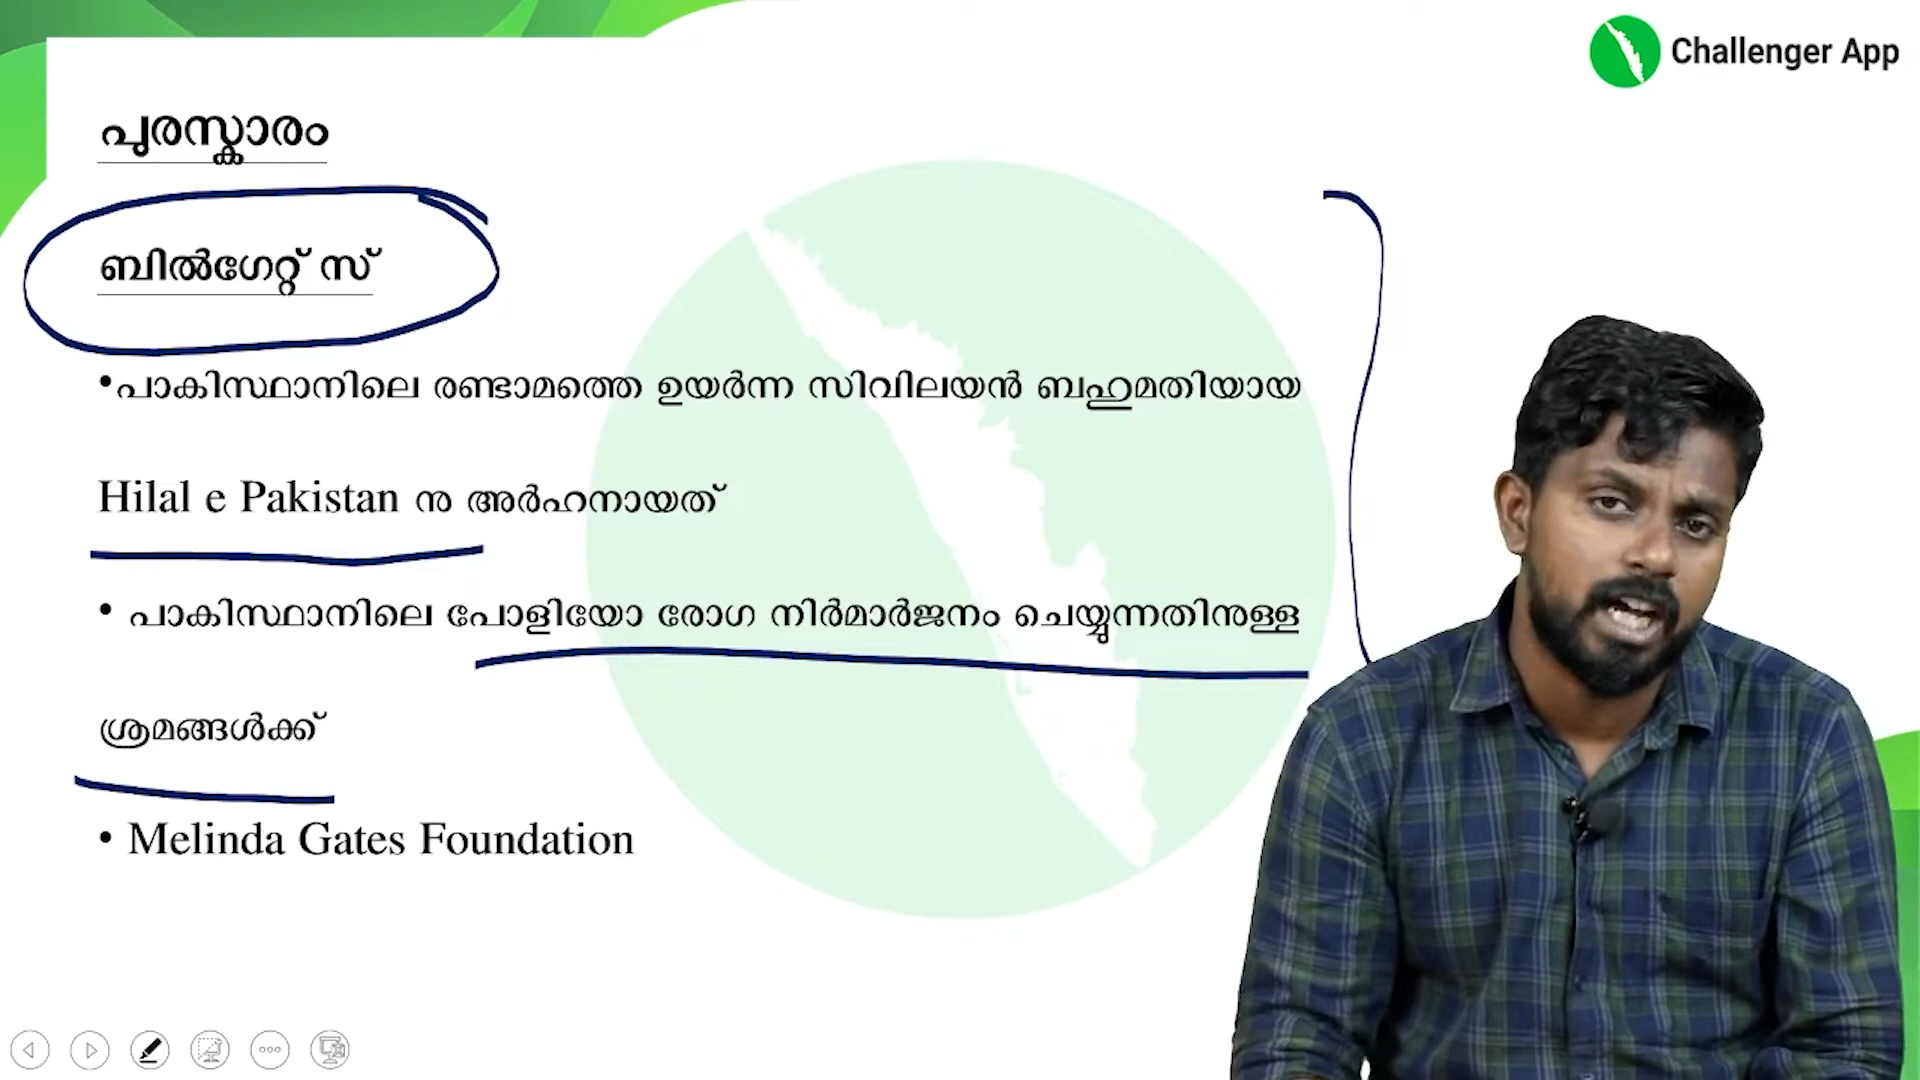 Challenger App
പുരസ്കാരം
ബിൽഗേറ്റ് സ്
•പാകിസ്ഥാനിലെ രണ്ടാമത്തെ ഉയർന്ന സിവിലയൻ ബഹുമതിയായ
Hilal e Pakistan നു അർഹനായത്
• പാകിസ്ഥാനിലെ പോളിയോ രോഗ നിർമാർജനം ചെയ്യുന്നതിനുള്ള
ശ്രമങ്ങൾക്ക്
• Melinda Gates Foundation